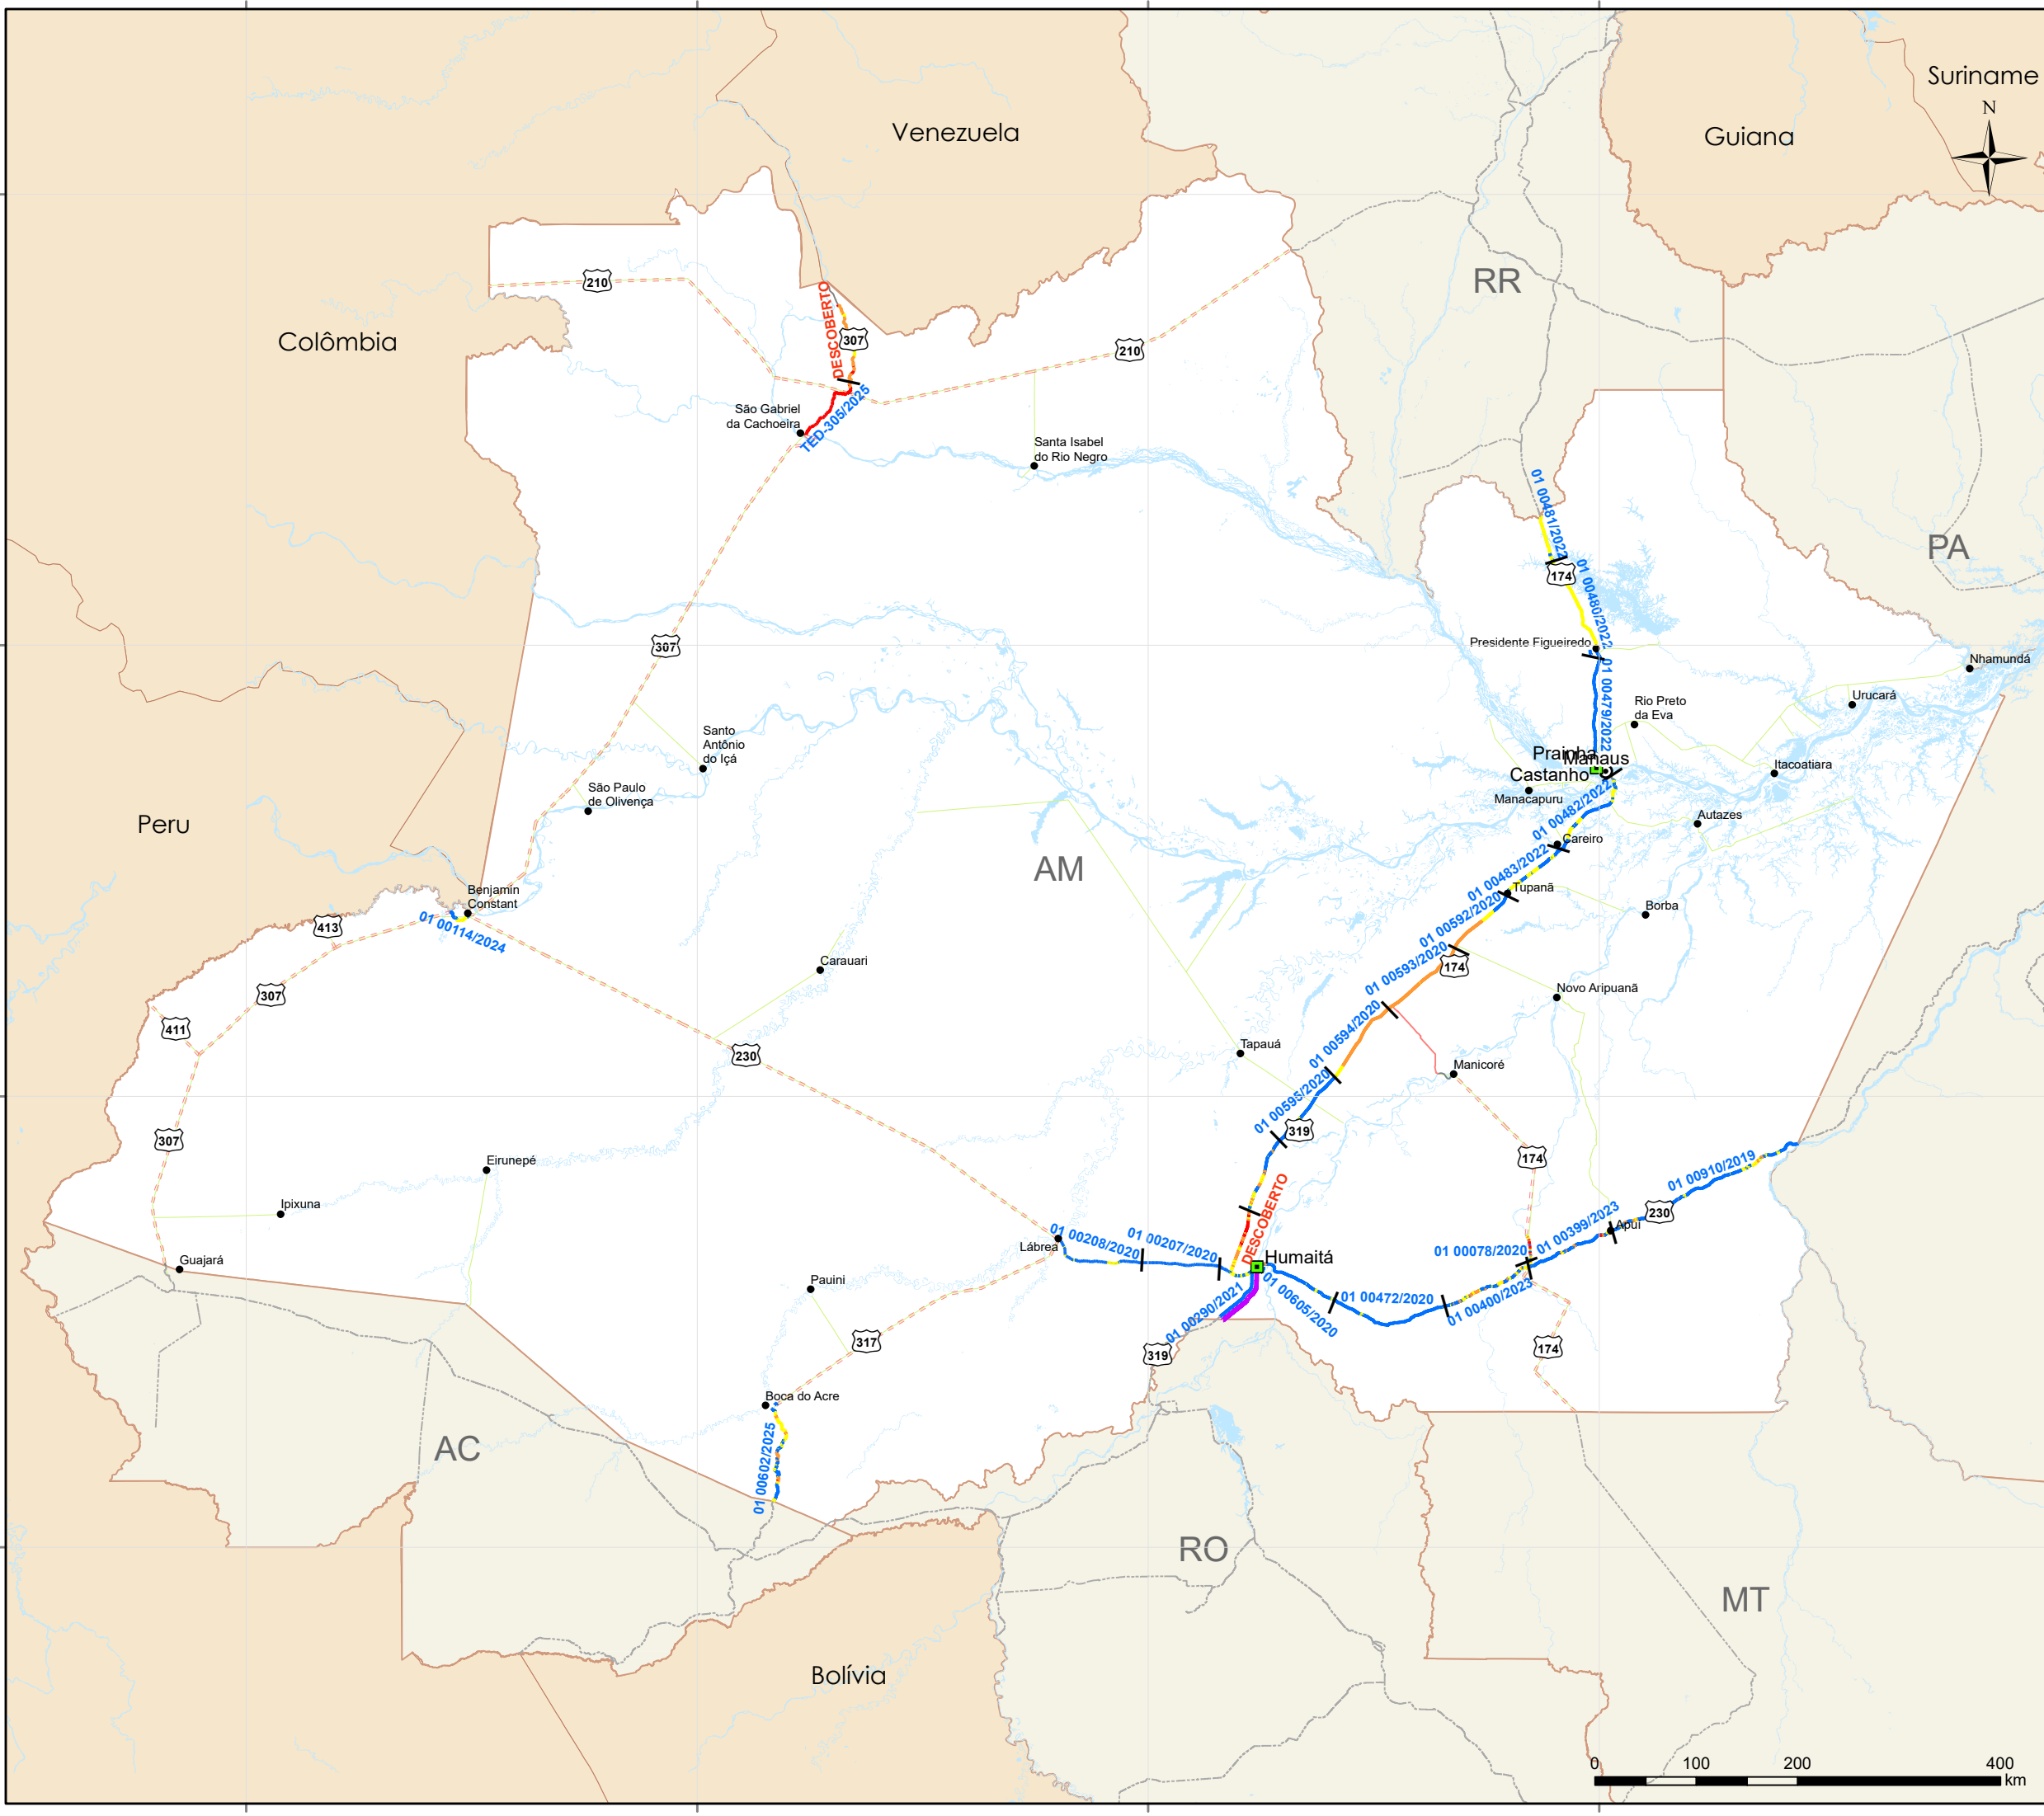 Suriname
N
Venezuela
Guiana
RR
210
DESCOBERTO
307
Colômbia
210
TED-305/2025
São Gabriel
da Cachoeira
Santa Isabel
do Rio Negro
01 00481/2022
PA
174
01 00480/2022
307
Presidente Figueiredo
Nhamundá
01 00479/2022
Urucará
Rio Preto
da Eva
Santo
Antônio
do Içá
Prainha
Manaus
Castanho
Itacoatiara
São Paulo
de Olivença
Manacapuru
01 00482/2022
Autazes
Peru
Careiro
AM
01 00483/2022
Tupanã
Benjamin
Constant
01 00592/2020
Borba
413
01 00114/2024
01 00593/2020
174
Carauari
307
Novo Aripuanã
411
01 00594/2020
230
Tapauá
Manicoré
01 00595/2020
319
307
174
Eirunepé
01 00910/2019
Ipixuna
DESCOBERTO
230
Apuí
01 00399/2023
01 00208/2020
01 00207/2020
Lábrea
Humaitá
01 00078/2020
Guajará
Pauini
01 00290/2021
01 00605/2020
01 00472/2020
01 00400/2023
317
319
174
Boca do Acre
01 00602/2025
AC
RO
MT
Bolívia
0 100 200 400
km